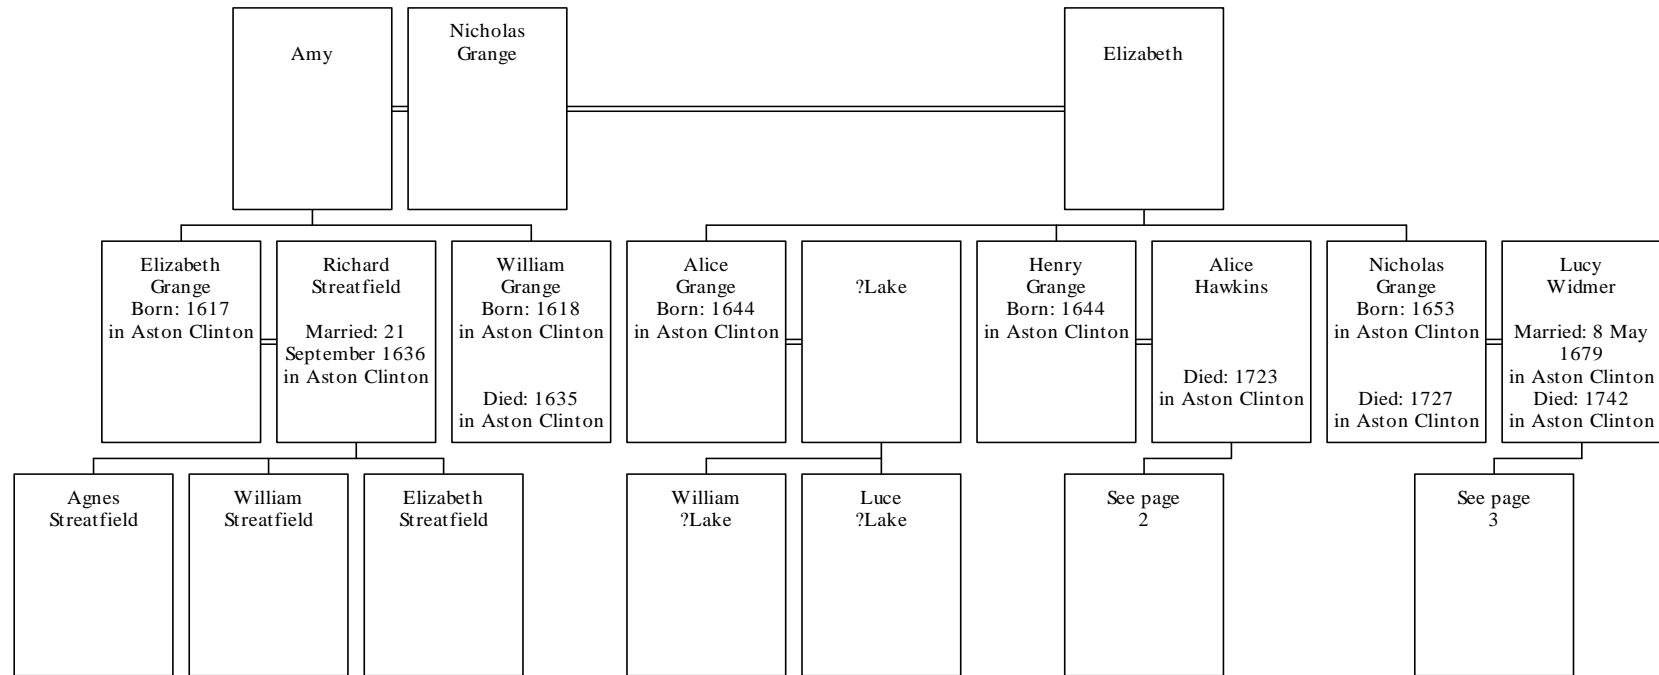 Amy
Nicholas
Grange
Elizabeth
Elizabeth
Grange
Born: 1617
in Aston Clinton
Richard
Streatfield
Married: 21
September 1636
in Aston Clinton
William
Grange
Born: 1618
in Aston Clinton
Died: 1635
in Aston Clinton
Alice
Grange
Born: 1644
in Aston Clinton
?Lake
Henry
Grange
Born: 1644
in Aston Clinton
Alice
Hawkins
Died: 1723
in Aston Clinton
Nicholas
Grange
Born: 1653
in Aston Clinton
Died: 1727
in Aston Clinton
Lucy
Widmer
Married: 8 May
1679
in Aston Clinton
Died: 1742
in Aston Clinton
Agnes
Streatfield
William
Streatfield
Elizabeth
Streatfield
William
?Lake
Luce
?Lake
See page
2
See page
3